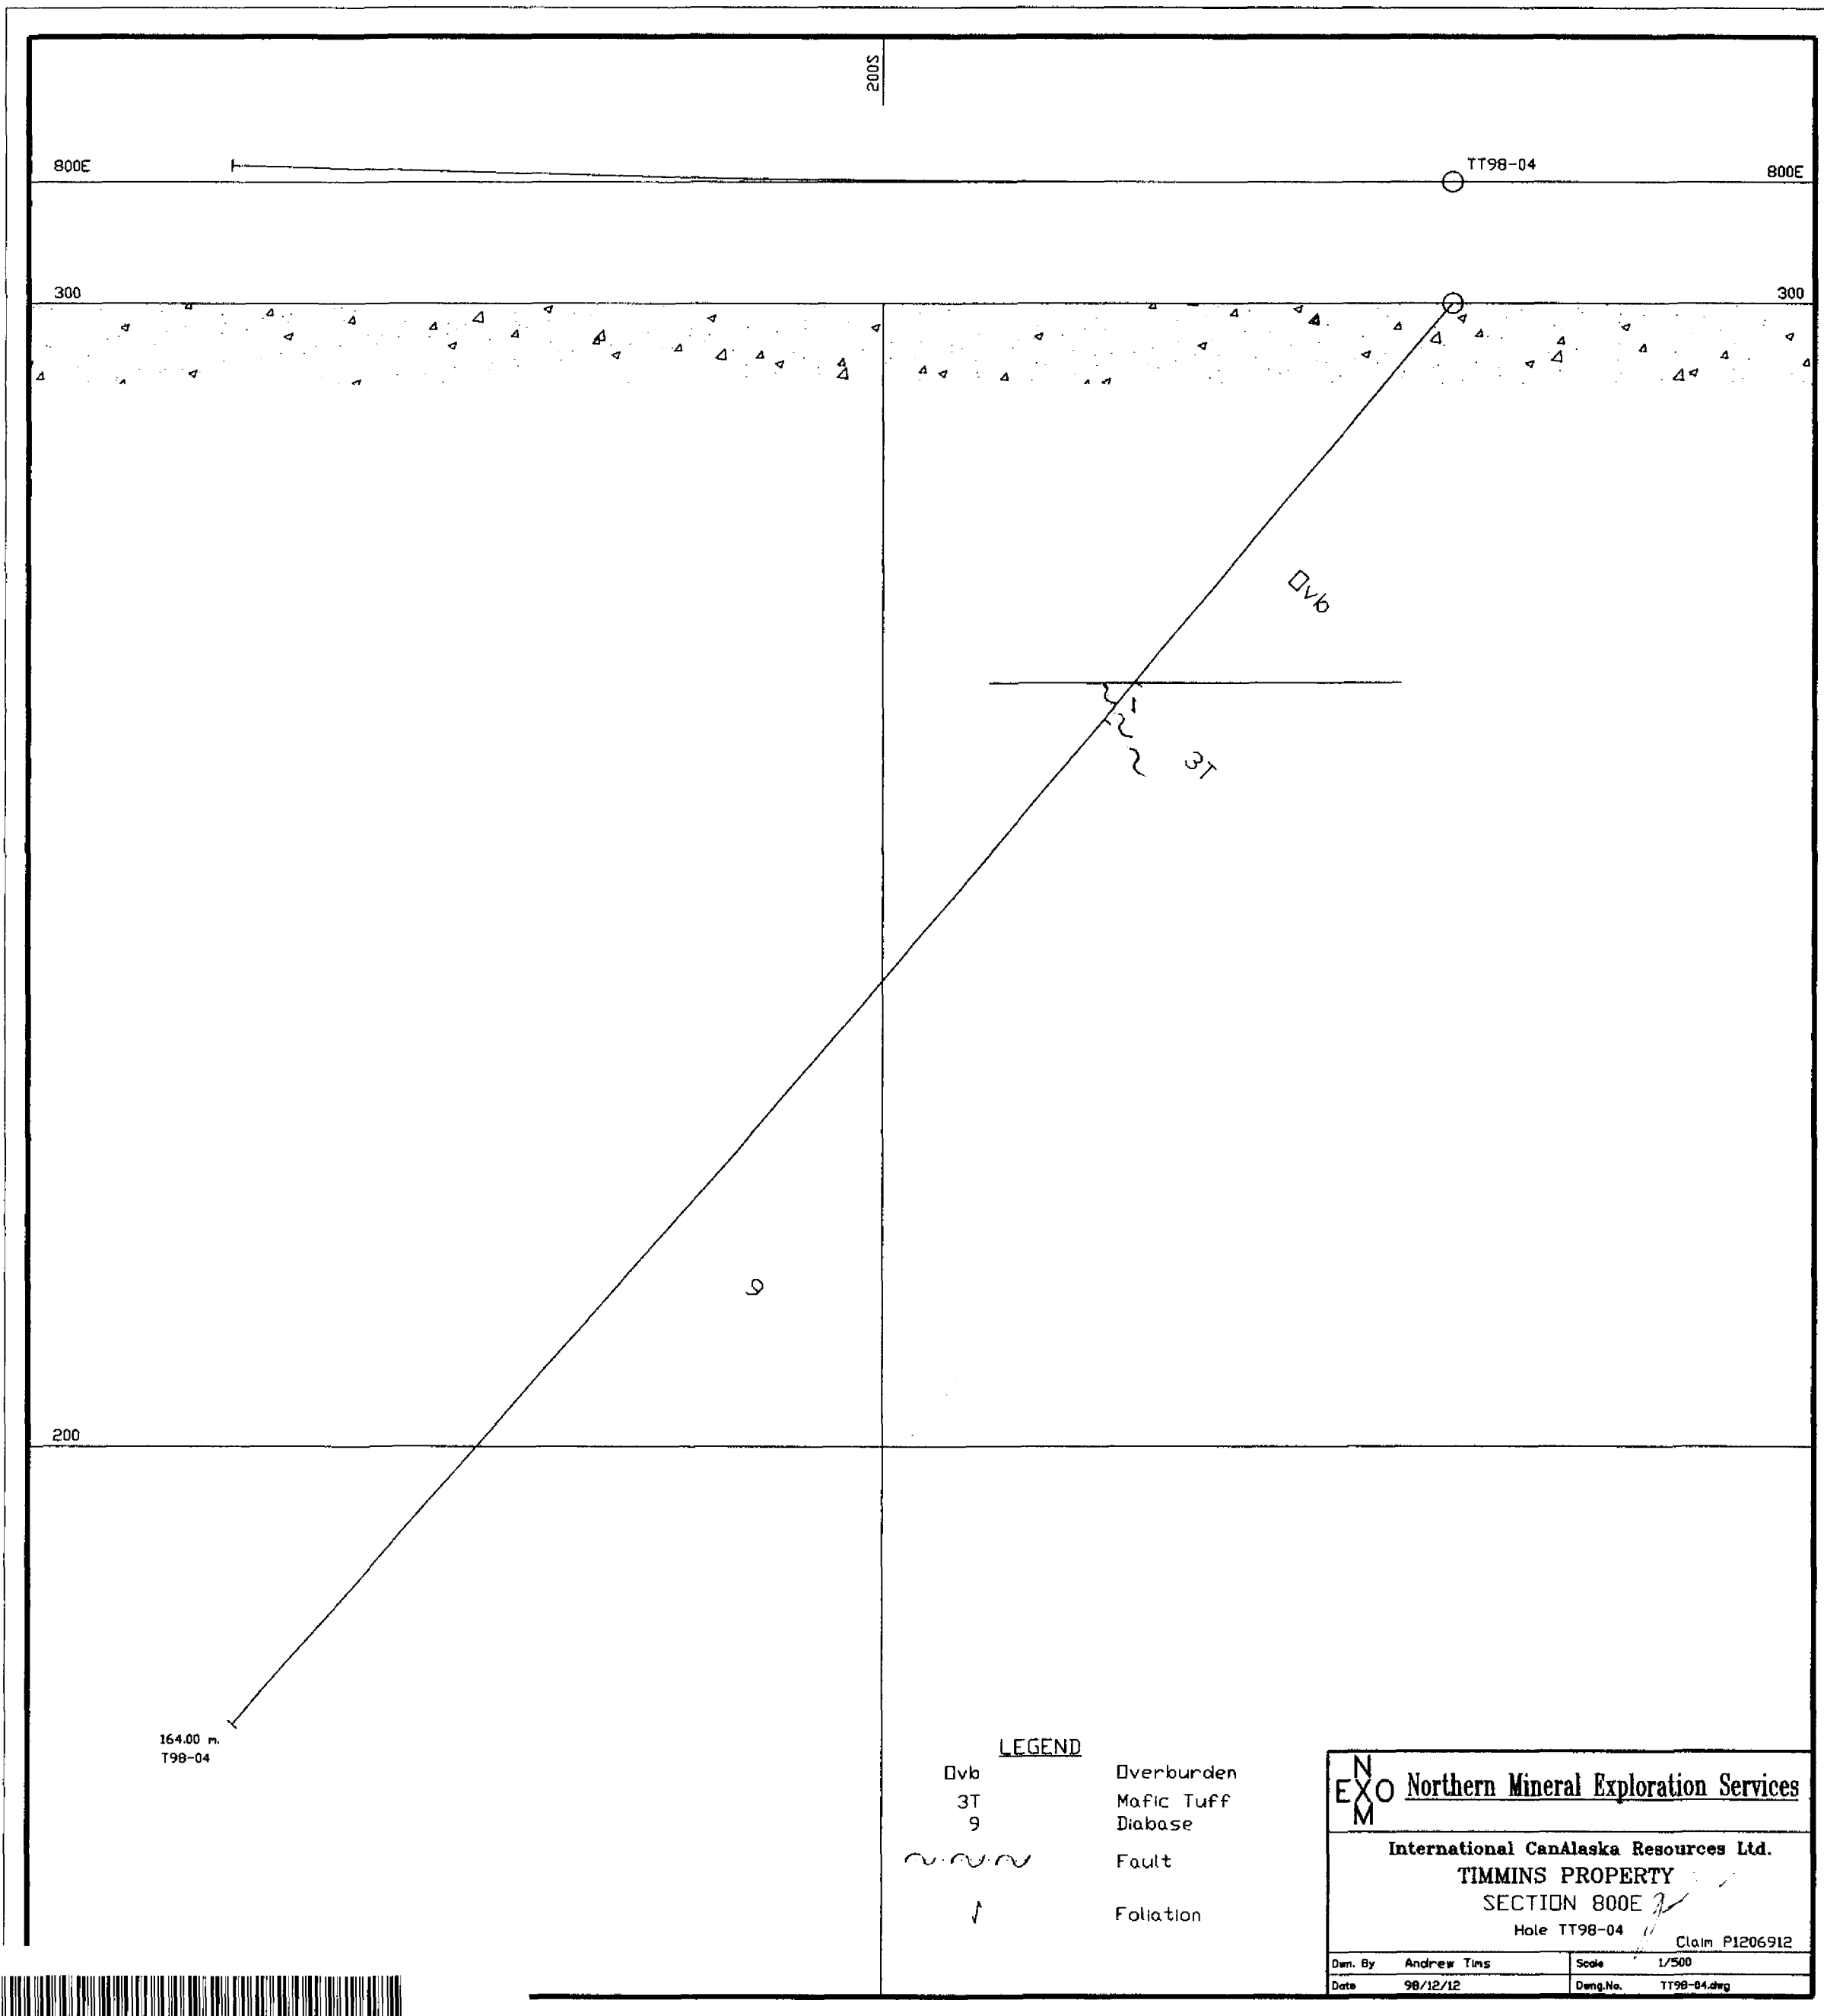 200S
800E
TT98-04
800E
300
300
Ovb
3T
9
200
164.00 m.
T98-04
LEGEND
Ovb Overburden
3T Mafic Tuff
9 Diabase
Fault
Foliation
NEXOM
Northern Mineral Exploration Services
International CanAlaska Resources Ltd.
TIMMINS PROPERTY
SECTION 800E
Hole TT98-04
Claim P1206912
Dwn. By Andrew Tims
Scale 1/500
Date 98/12/12
Dwng.No. TT98-04.dwg